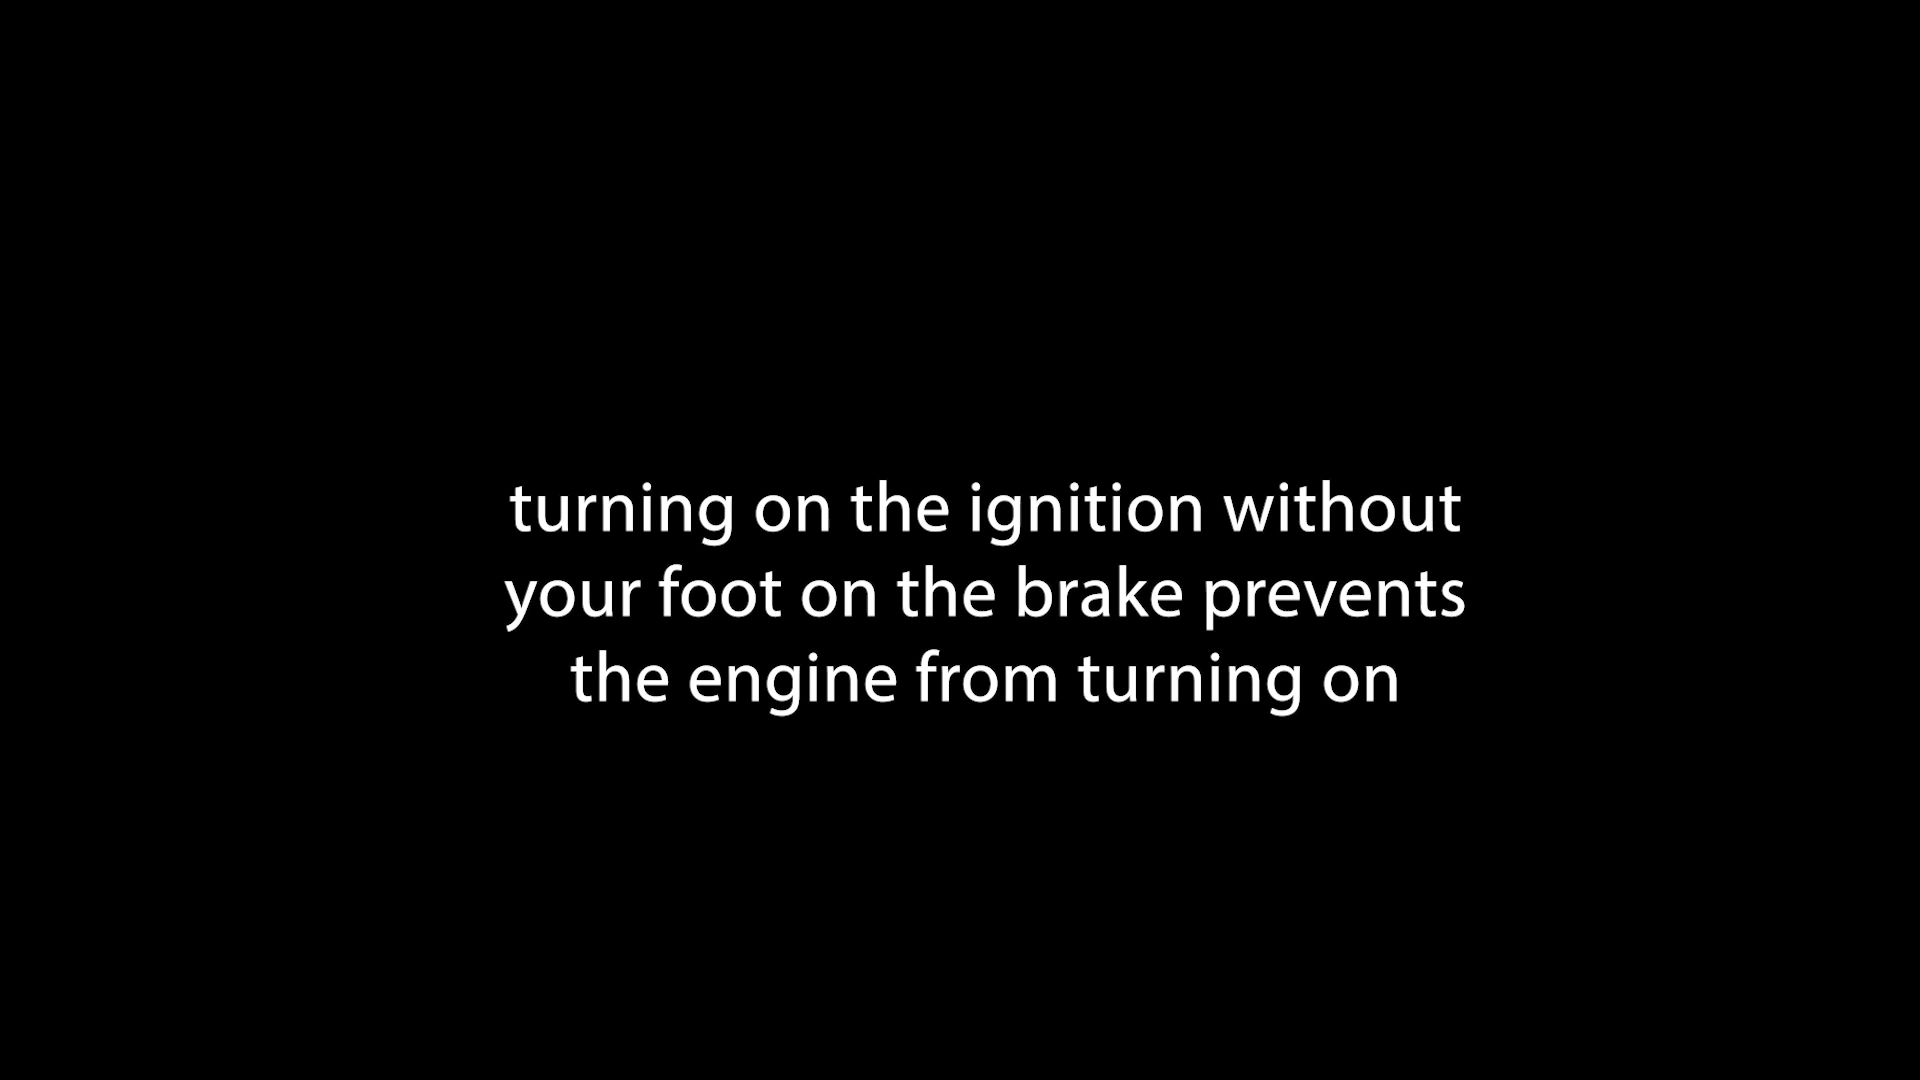 turning on the ignition without
your foot on the brake prevents
the engine from turning on